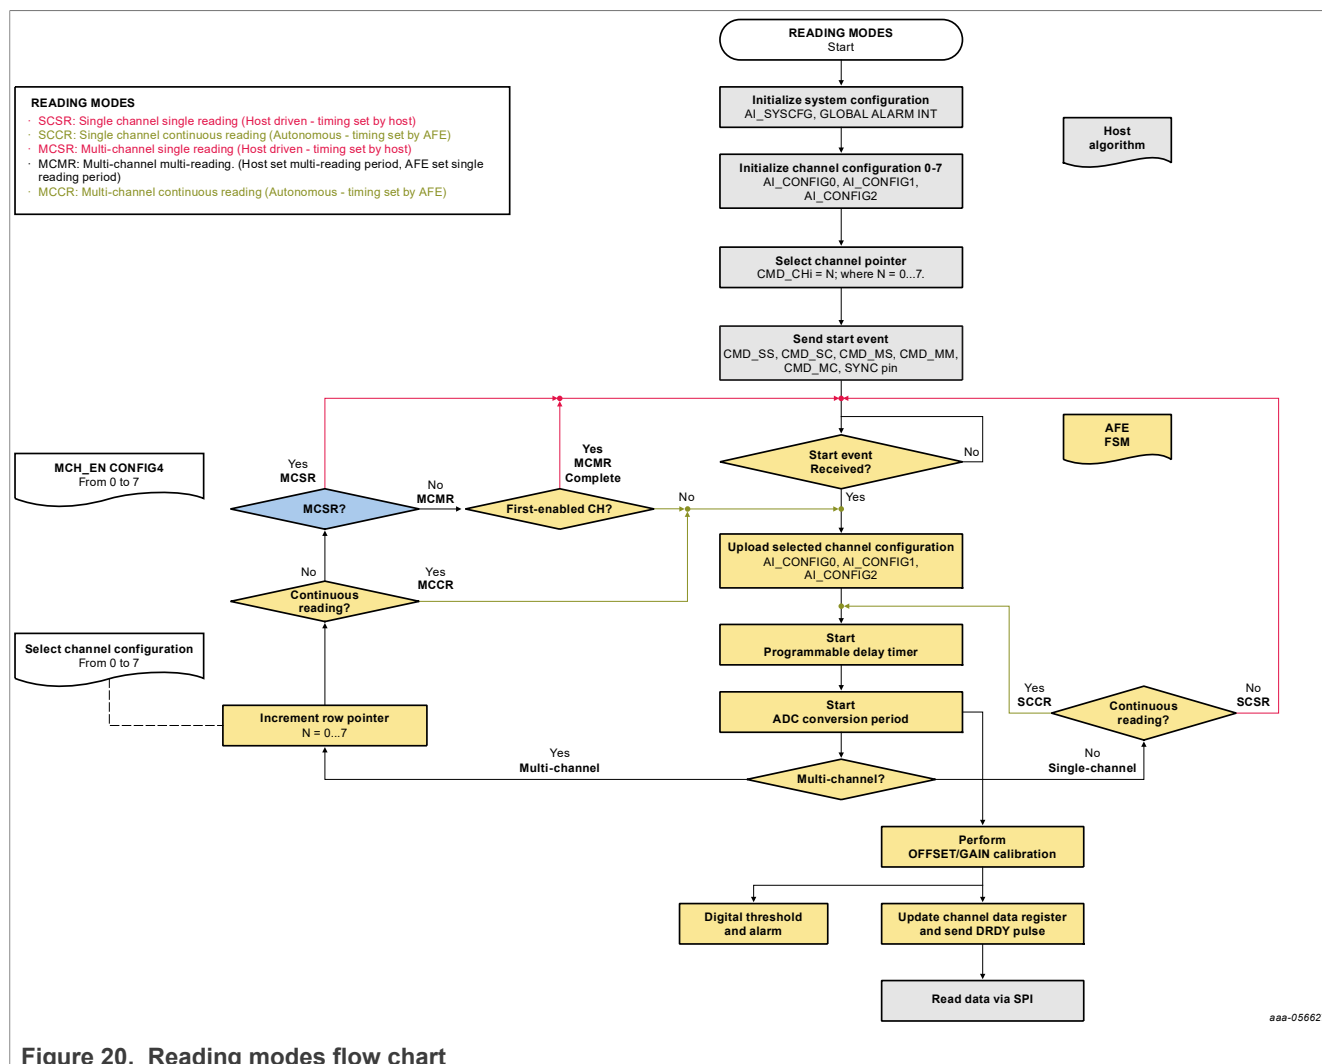 READING MODES
Start
READING MODES
· SCSR: Single channel single reading (Host driven - timing set by host)
· SCCR: Single channel continuous reading (Autonomous - timing set by AFE)
· MCSR: Multi-channel single reading (Host driven - timing set by host)
· MCMR: Multi-channel multi-reading. (Host set multi-reading period, AFE set single
reading period)
· MCCR: Multi-channel continuous reading (Autonomous - timing set by AFE)
Initialize system configuration
AI_SYSCFG, GLOBAL ALARM INT
Host
algorithm
Initialize channel configuration 0-7
AI_CONFIG0, AI_CONFIG1,
AI_CONFIG2
Select channel pointer
CMD_CHi = N; where N = 0...7.
Send start event
CMD_SS, CMD_SC, CMD_MS, CMD_MM,
CMD_MC, SYNC pin
AFE
FSM
Start event
Received?
No
Yes
MCH_EN CONFIG4
From 0 to 7
Yes
MCSR
MCSR?
No
MCMR
Yes
MCMR
Complete
First-enabled CH?
No
Yes
Upload selected channel configuration
AI_CONFIG0, AI_CONFIG1,
AI_CONFIG2
No
Continuous
reading?
Yes
MCCR
Start
Programmable delay timer
Select channel configuration
From 0 to 7
Increment row pointer
N = 0...7
Start
ADC conversion period
Yes
SCCR
Continuous
reading?
No
SCSR
Yes
Multi-channel
Multi-channel?
No
Single-channel
Perform
OFFSET/GAIN calibration
Digital threshold
and alarm
Update channel data register
and send DRDY pulse
Read data via SPI
aaa-05662
Figure 20. Reading modes flow chart